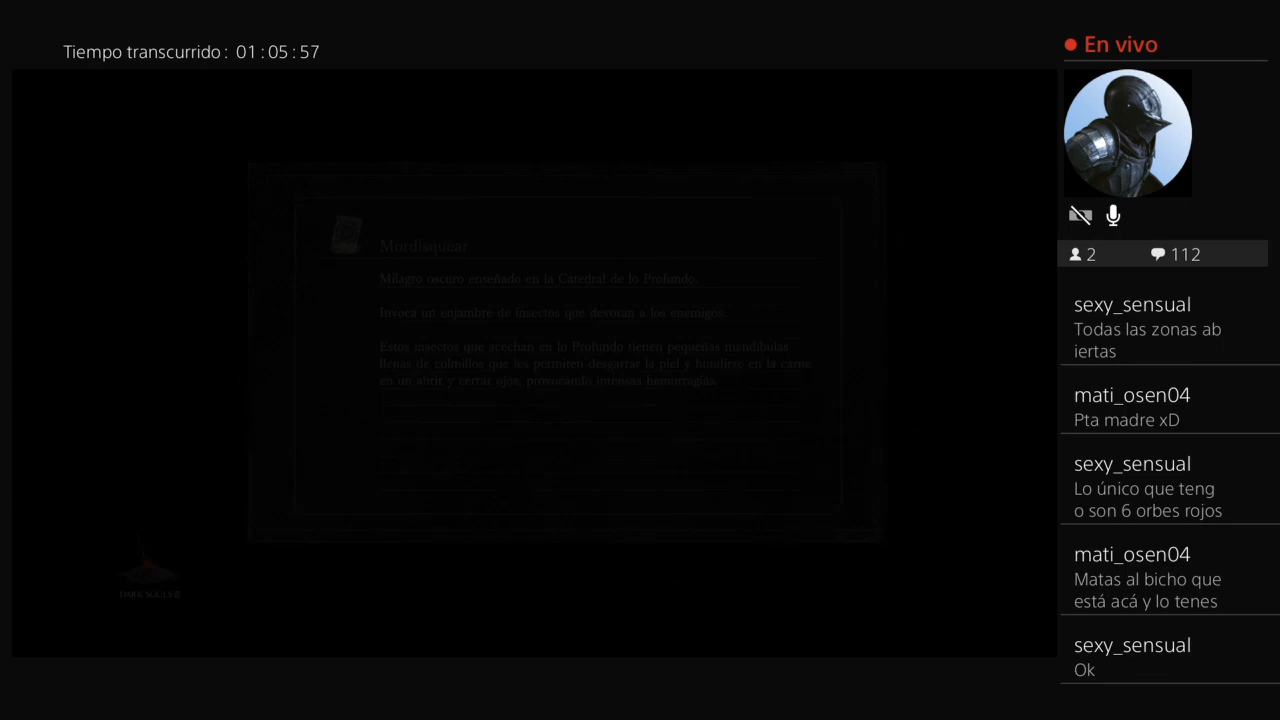 Tiempo transcurrido : 01 : 05 : 57
Mordisquear
Milagro oscuro enseñado en la Catedral de lo Profundo.
Invoca un enjambre de insectos que devoran a los enemigos.
Estos insectos que acechan en lo Profundo tienen pequeñas mandíbulas
llenas de colmillos que les permiten desgarrar la piel y hundirse en la carne
en un abrir y cerrar ojos, provocando intensas hemorragias.
DARK SOULS III
En vivo
2 112
sexy_sensual
Todas las zonas ab
iertas
mati_osen04
Pta madre xD
sexy_sensual
Lo único que teng
o son 6 orbes rojos
mati_osen04
Matas al bicho que
está acá y lo tenes
sexy_sensual
Ok